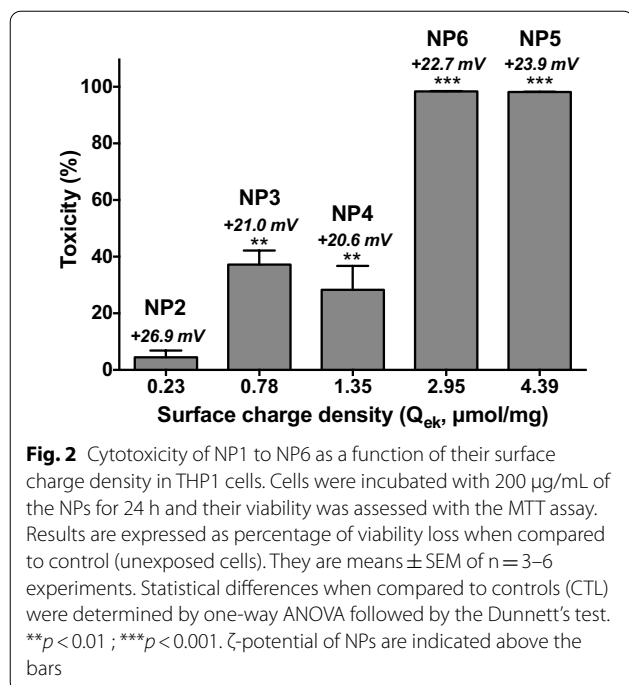 NP6 NP5
+22.7 mV +23.9 mV
*** ***
100
NP3
80
+21.0 mV NP4
** +20.6 mV
60
**
Toxicity (%)
40
NP2
20
+26.9 mV
0
0.23 0.78 1.35 2.95 4.39
Surface charge density (Qek, µmol/mg)
Fig. 2 Cytotoxicity of NP1 to NP6 as a function of their surface
charge density in THP1 cells. Cells were incubated with 200 µg/mL of
the NPs for 24 h and their viability was assessed with the MTT assay.
Results are expressed as percentage of viability loss when compared
to control (unexposed cells). They are means ± SEM of n = 3–6
experiments. Statistical differences when compared to controls (CTL)
were determined by one-way ANOVA followed by the Dunnett's test.
**p < 0.01 ; ***p < 0.001. ζ-potential of NPs are indicated above the
bars